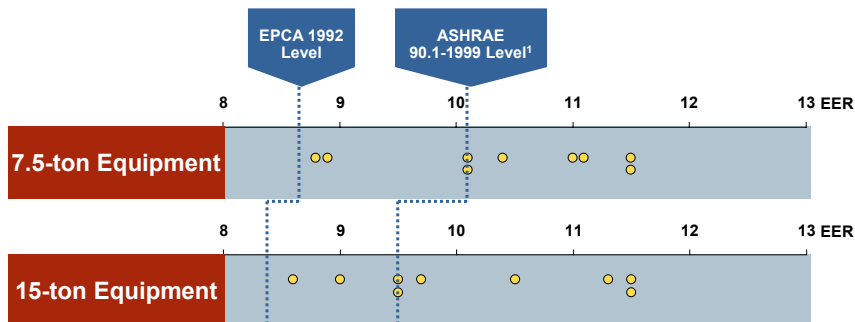 EPCA 1992
Level
ASHRAE
90.1-1999 Level¹
8 9 10 11 12 13 EER
7.5-ton Equipment
8 9 10 11 12 13 EER
15-ton Equipment